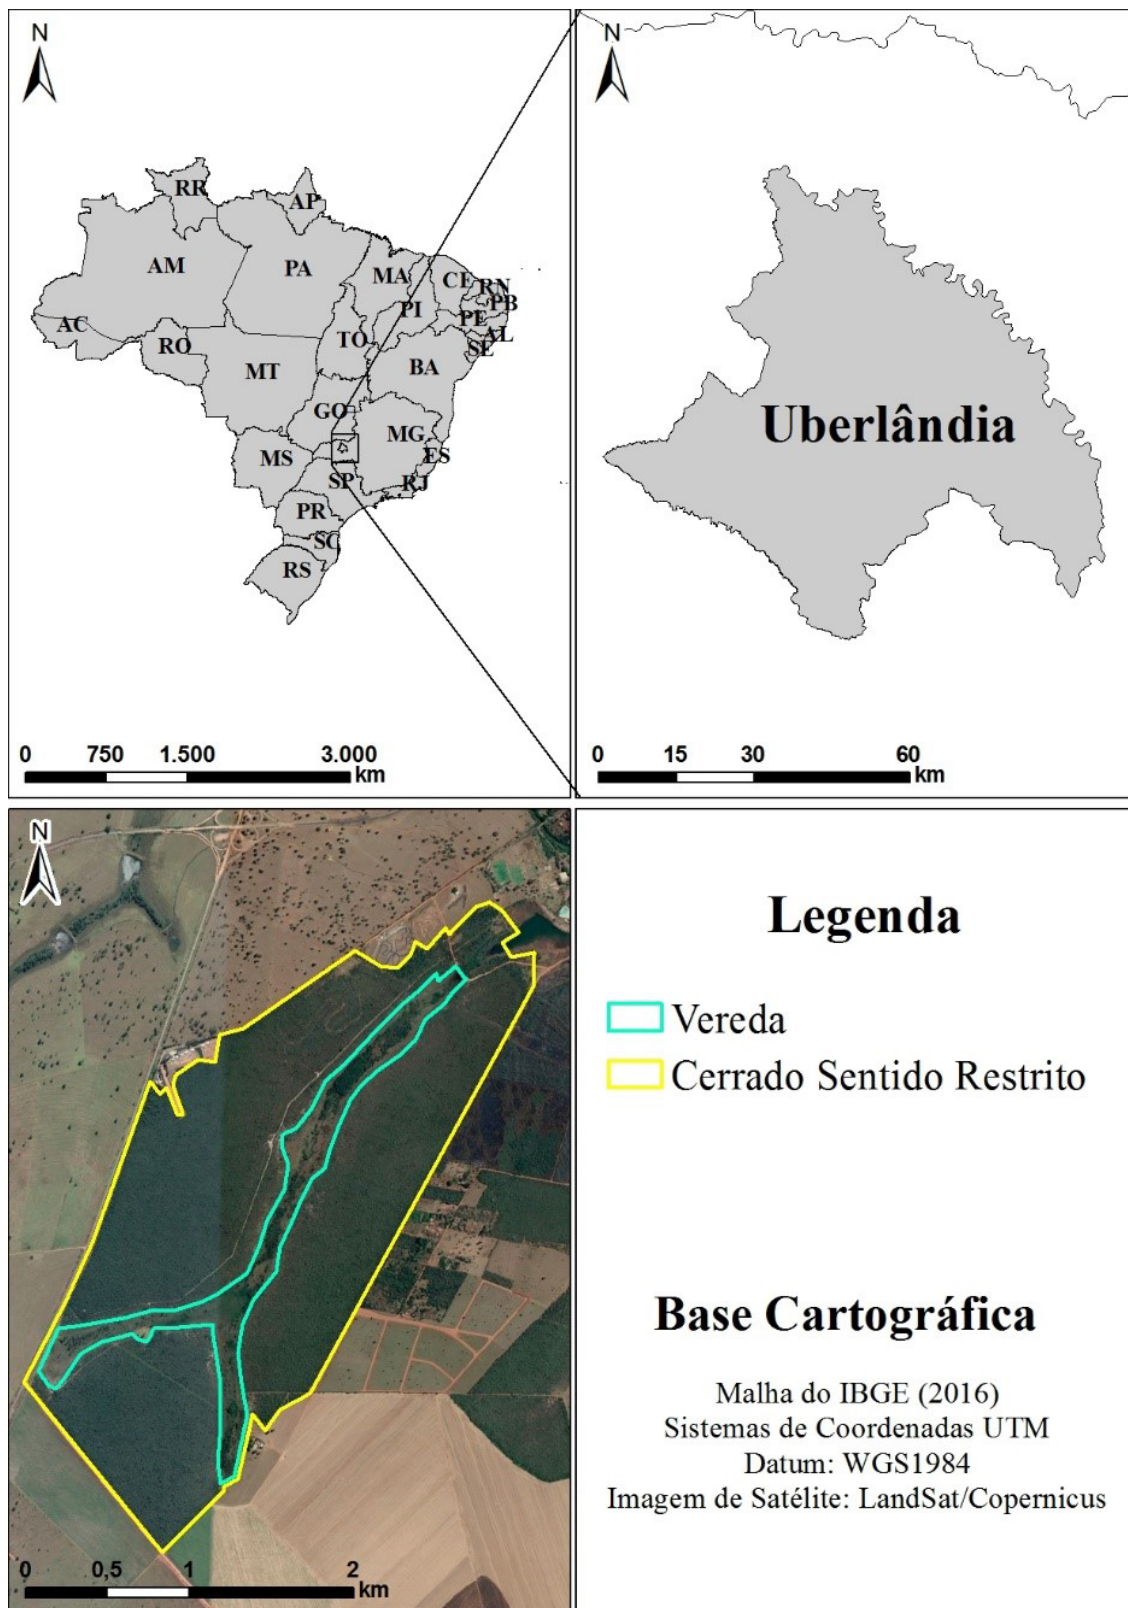 N
RR
AP
AM
PA
MA
CE
RN
PB
PI
PE
AL
SE
AC
RO
TO
BA
MT
GO
MG
ES
MS
SP
RJ
PR
SC
RS
0 750 1.500 3.000
km
N
Uberlândia
0 15 30 60
km
N
0 0,5 1 2
km
Legenda
Vereda
Cerrado Sentido Restrito
Base Cartográfica
Malha do IBGE (2016)
Sistemas de Coordenadas UTM
Datum: WGS1984
Imagem de Satélite: LandSat/Copernicus